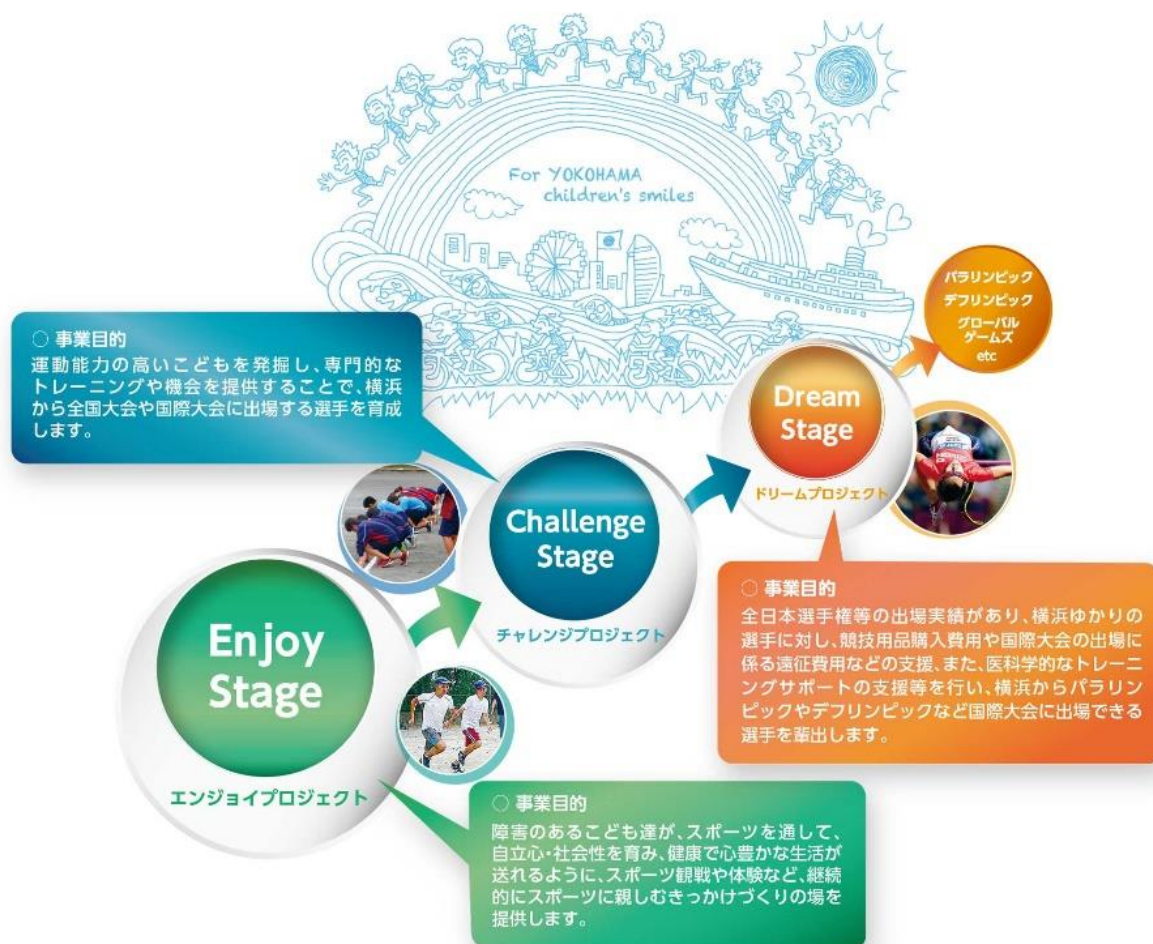 For YOKOHAMA
children's smiles
パラリンピック
デフリンピック
グローバル
ゲームズ
etc
○ 事業目的
運動能力の高いこどもを発掘し、専門的な
トレーニングや機会を提供することで、横浜
から全国大会や国際大会に出場する選手を育成
します。
Dream
Stage
ドリームプロジェクト
Challenge
Stage
チャレンジプロジェクト
○ 事業目的
全日本選手権等の出場実績があり、横浜ゆかりの
選手に対し、競技用品購入費用や国際大会の出場に
係る遠征費用などの支援、また、医科学的なトレーニ
ングサポートの支援等を行い、横浜からパラリン
ピックやデフリンピックなど国際大会に出場できる
選手を輩出します。
Enjoy
Stage
エンジョイプロジェクト
○ 事業目的
障害のあるこども達が、スポーツを通して、
自立心・社会性を育み、健康で心豊かな生活が
送れるように、スポーツ観戦や体験など、継続
的にスポーツに親しむきっかけづくりの場を
提供します。